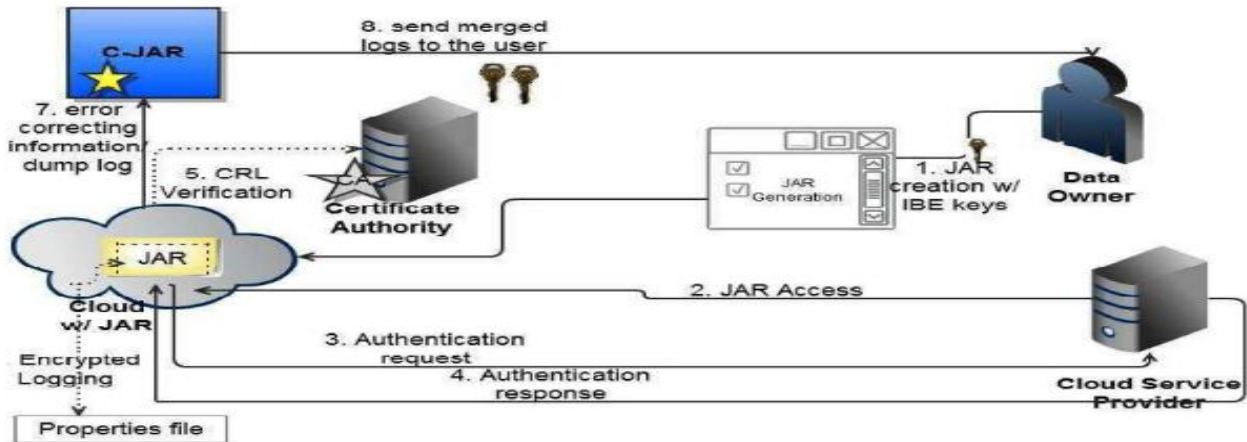 C-JAR
8. send merged
logs to the user
7. error
correcting
information/
dump log
5. CRL
Verification
CA
Certificate
Authority
JAR
Generation
1. JAR
creation w/
IBE keys
Data
Owner
JAR
Cloud
w/ JAR
2. JAR Access
3. Authentication
request
4. Authentication
response
Encrypted
Logging
Cloud Service
Provider
Properties file